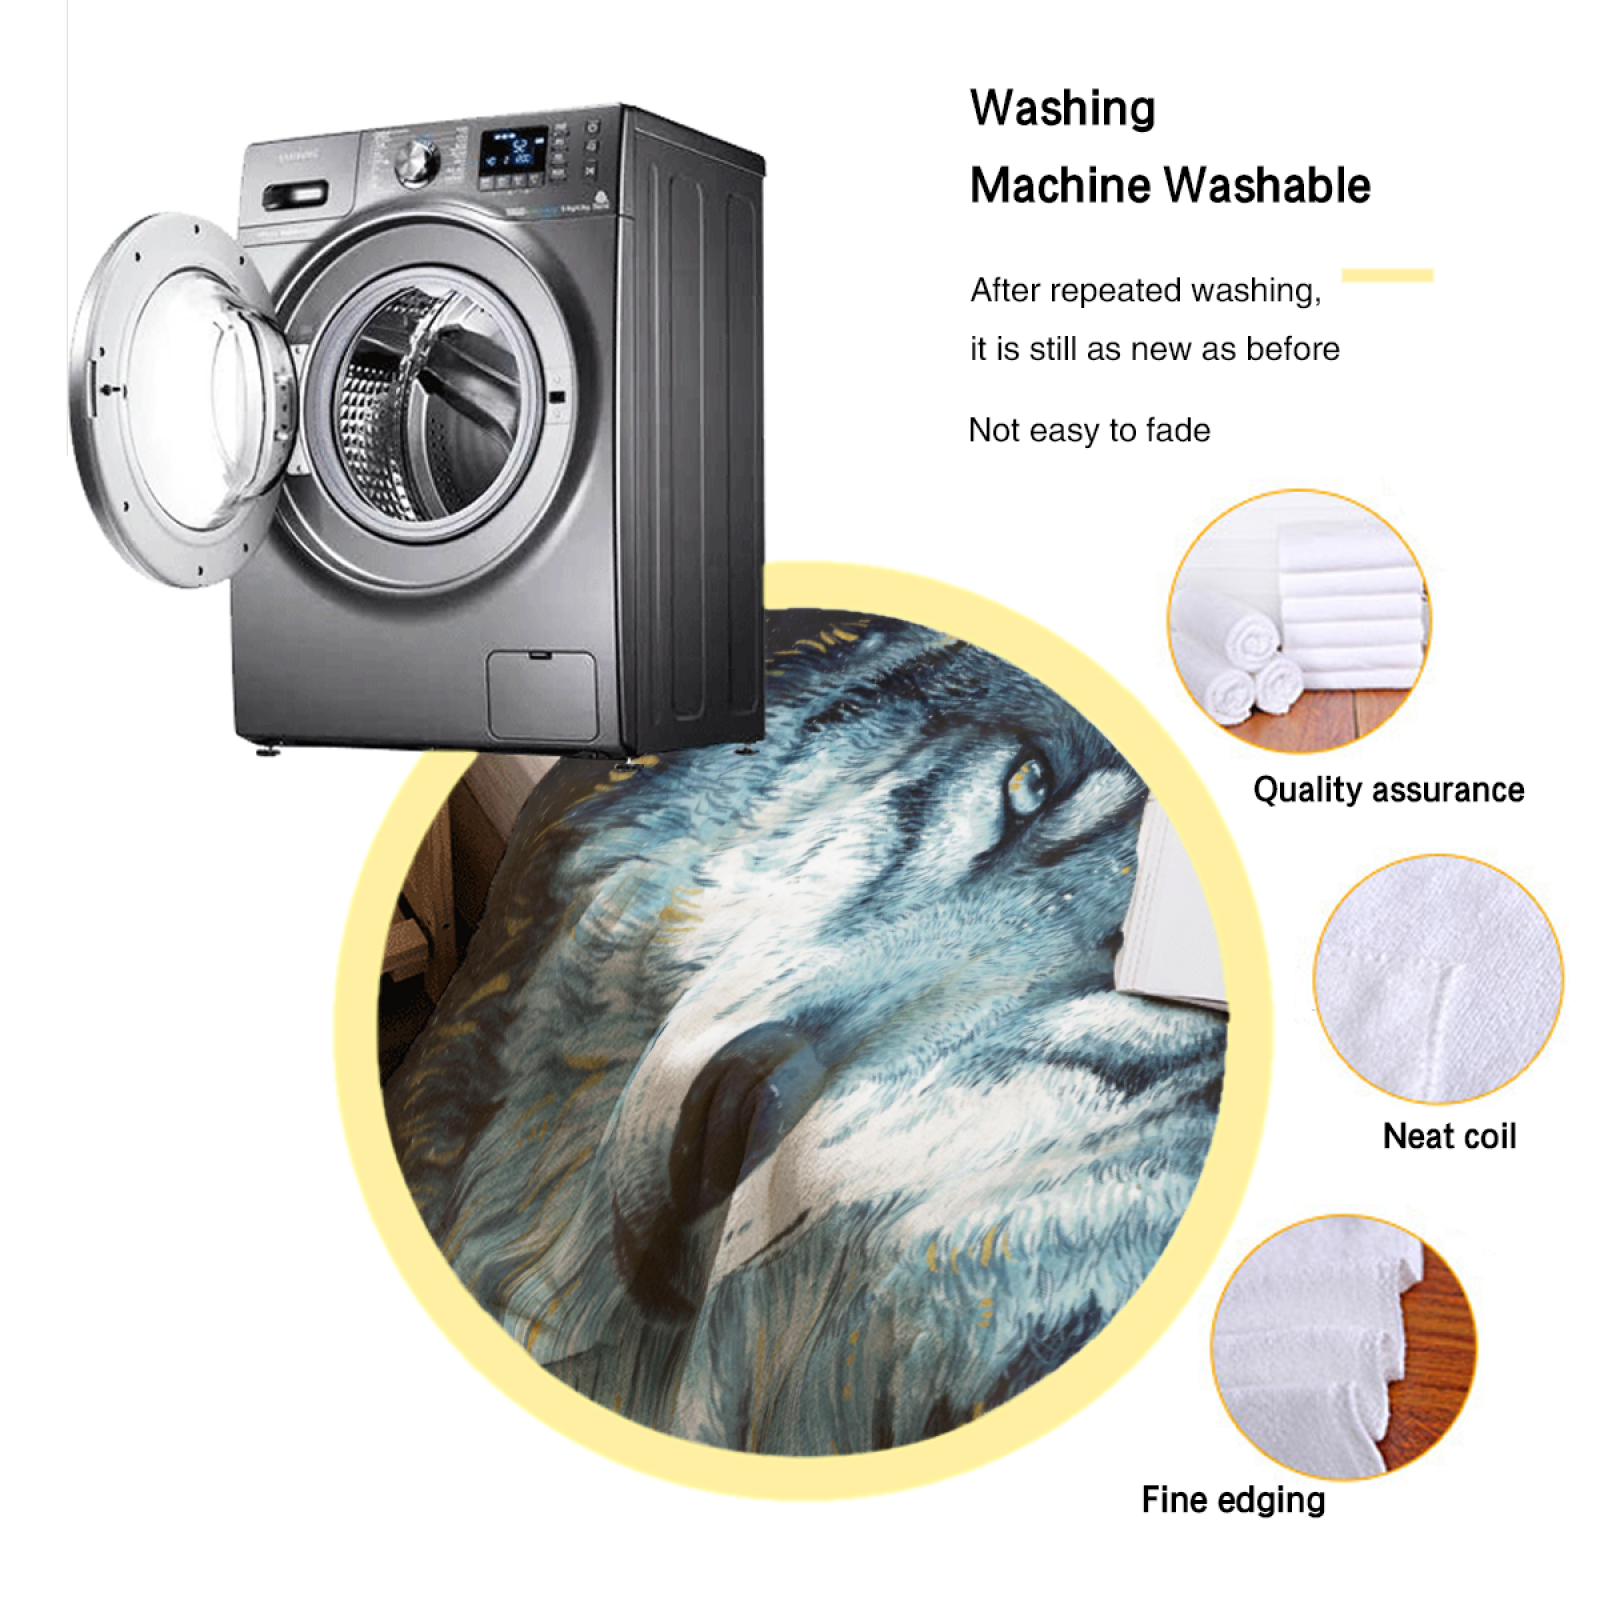 Washing
Machine Washable
After repeated washing,
it is still as new as before
Not easy to fade
Quality assurance
Neat coil
Fine edging